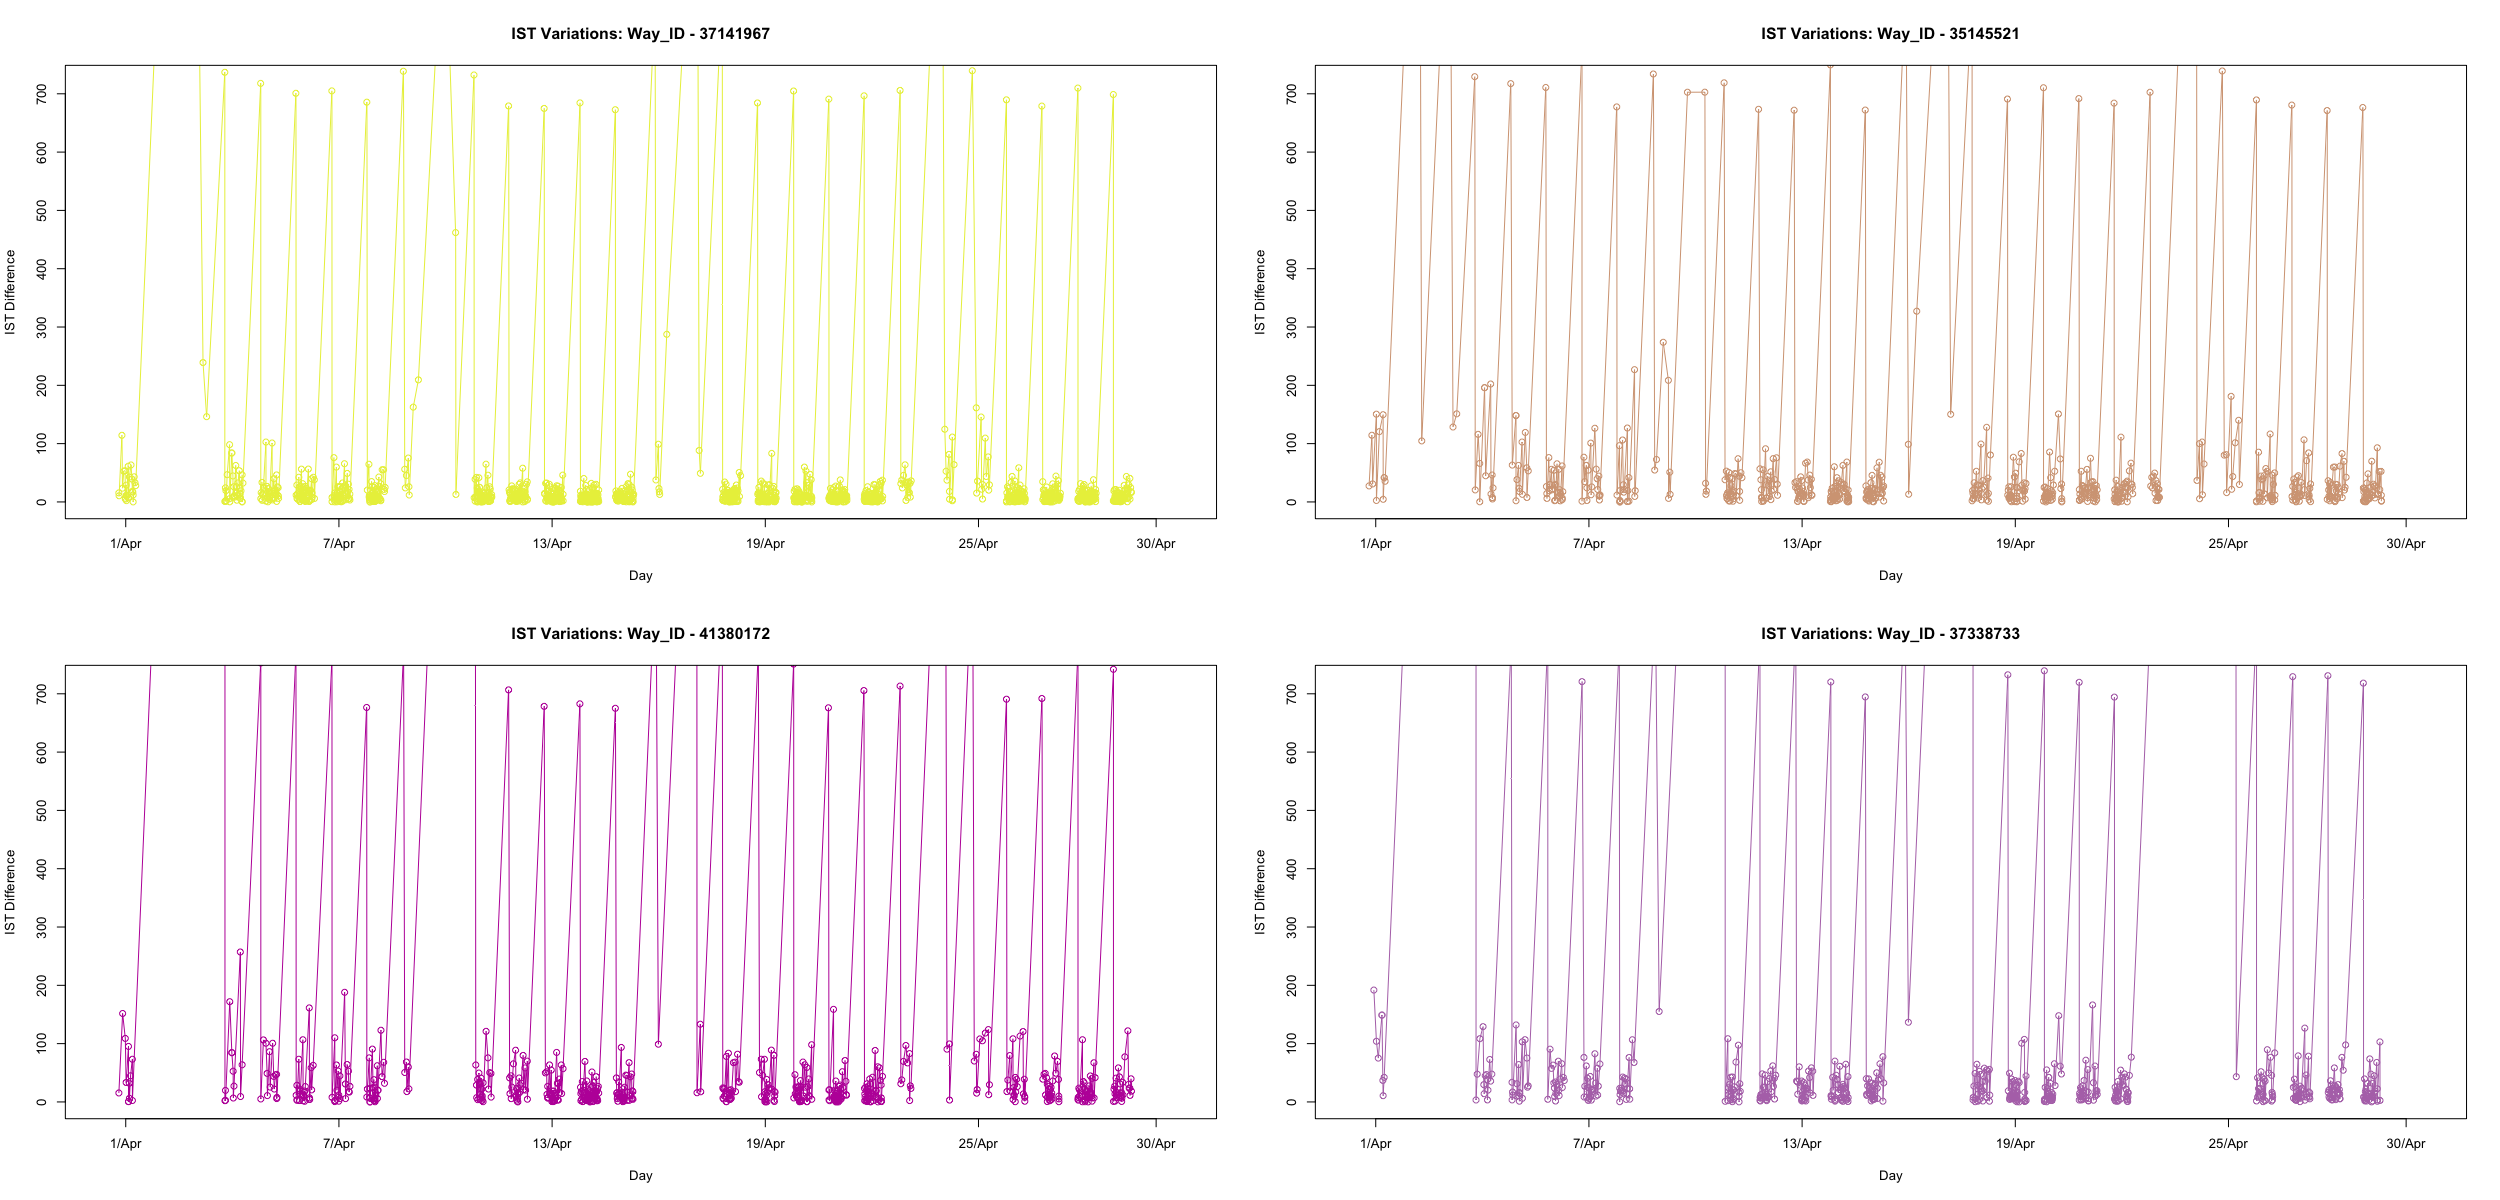 IST Variations: Way_ID - 37141967
IST Difference
700
600
500
400
300
200
100
0
1/Apr 7/Apr 13/Apr 19/Apr 25/Apr 30/Apr
Day
IST Variations: Way_ID - 35145521
IST Difference
700
600
500
400
300
200
100
0
1/Apr 7/Apr 13/Apr 19/Apr 25/Apr 30/Apr
Day
IST Variations: Way_ID - 41380172
IST Difference
700
600
500
400
300
200
100
0
1/Apr 7/Apr 13/Apr 19/Apr 25/Apr 30/Apr
Day
IST Variations: Way_ID - 37338733
IST Difference
700
600
500
400
300
200
100
0
1/Apr 7/Apr 13/Apr 19/Apr 25/Apr 30/Apr
Day